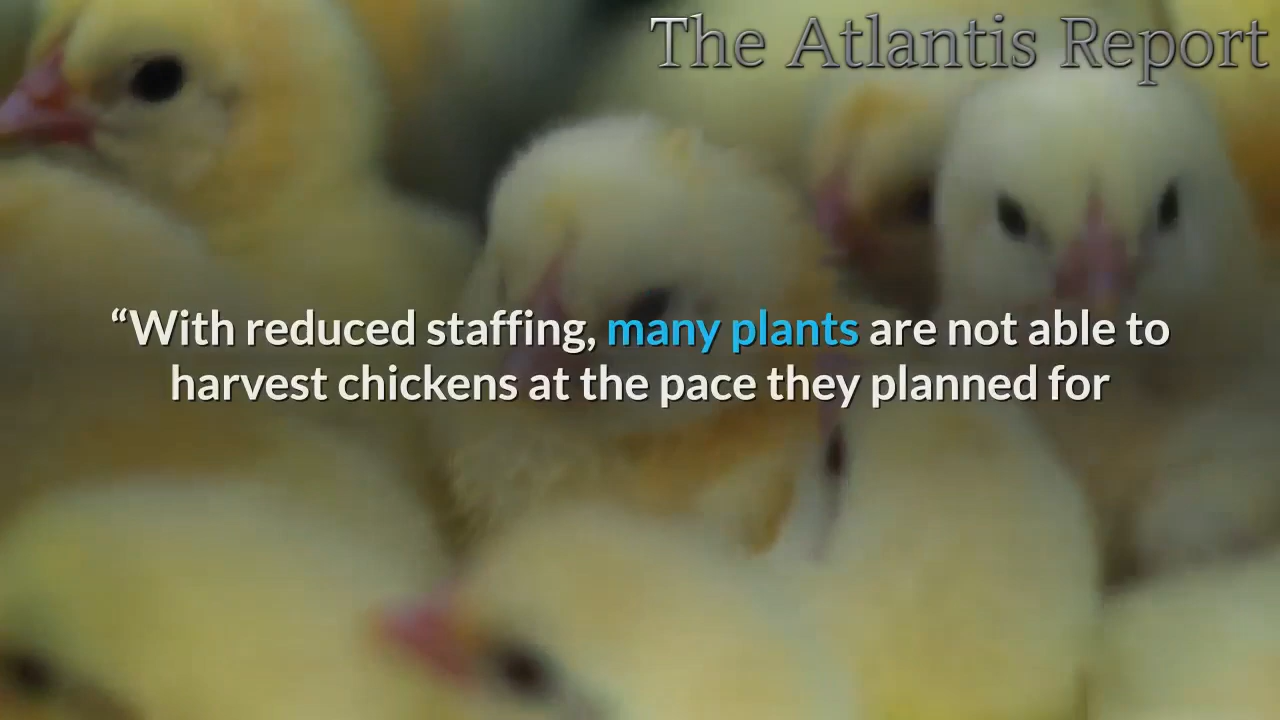 The Atlantis Report
“With reduced staffing, many plants are not able to
harvest chickens at the pace they planned for